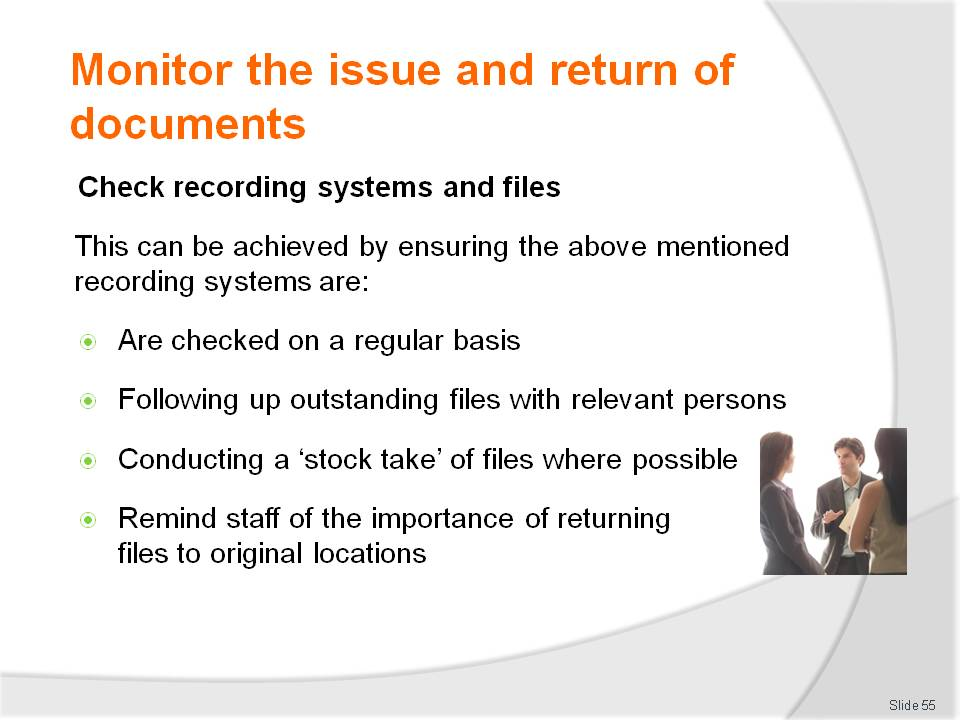 Monitor the issue and return of
documents
Check recording systems and files
This can be achieved by ensuring the above mentioned
recording systems are:
Are checked on a regular basis
Following up outstanding files with relevant persons
Conducting a ‘stock take’ of files where possible
Remind staff of the importance of returning
files to original locations
Slide 55